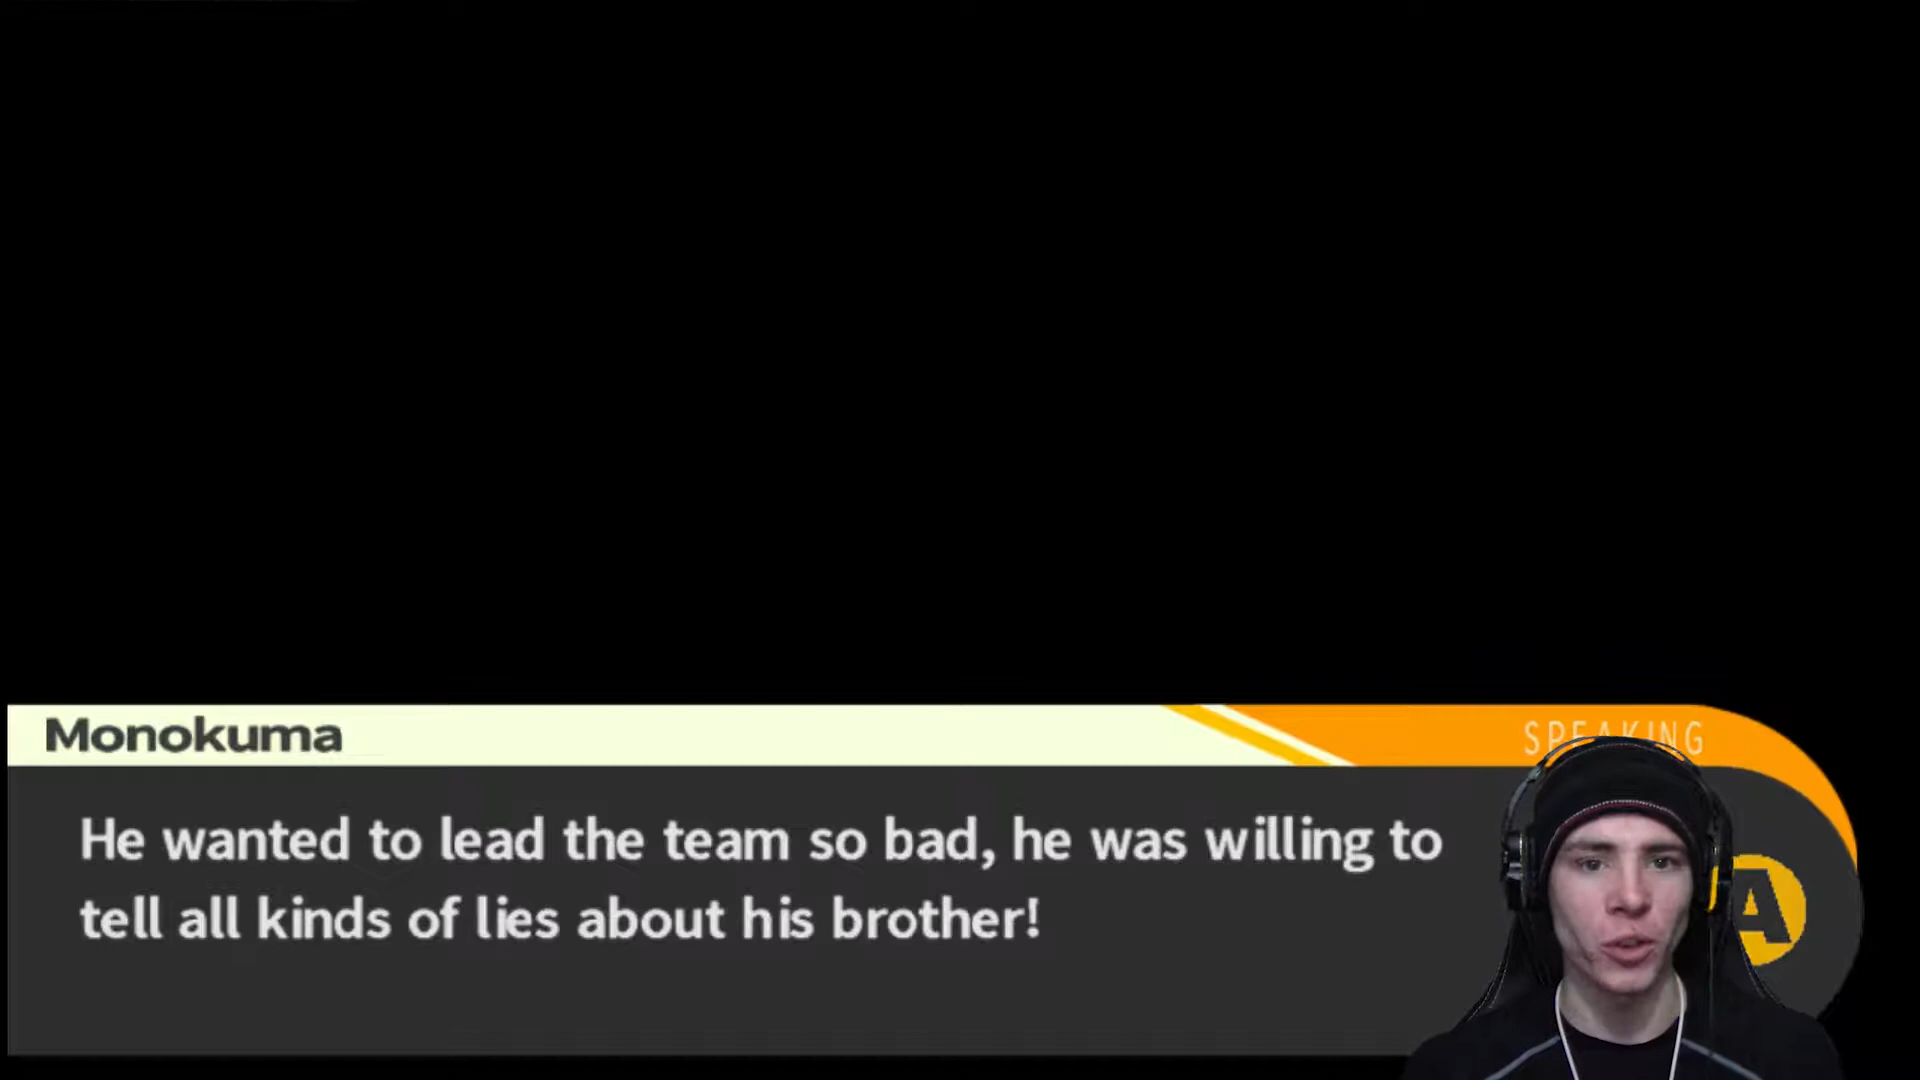 Monokuma
SPEAKING
He wanted to lead the team so bad, he was willing to
tell all kinds of lies about his brother!
A